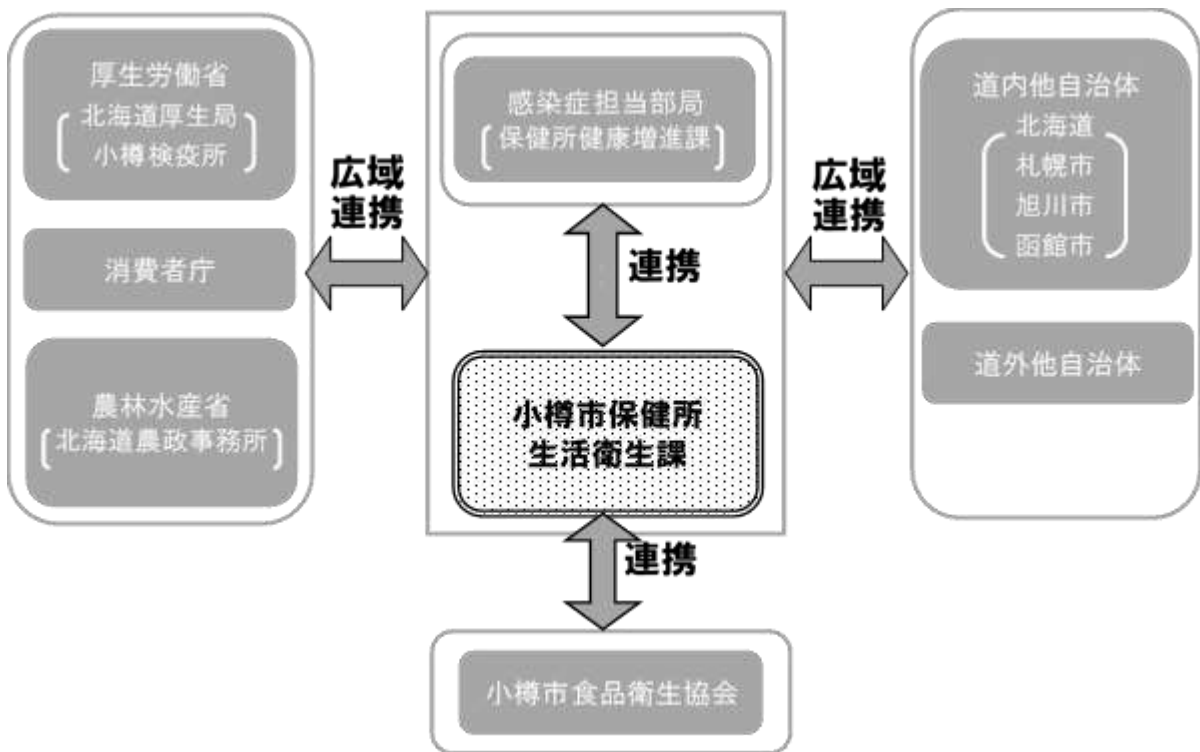 厚生労働省
北海道厚生局
小樽検疫所
消費者庁
農林水産省
北海道農政事務所
広域
連携
感染症担当部局
保健所健康増進課
連携
小樽市保健所
生活衛生課
連携
小樽市食品衛生協会
広域
連携
道内他自治体
北海道
札幌市
旭川市
函館市
道外他自治体